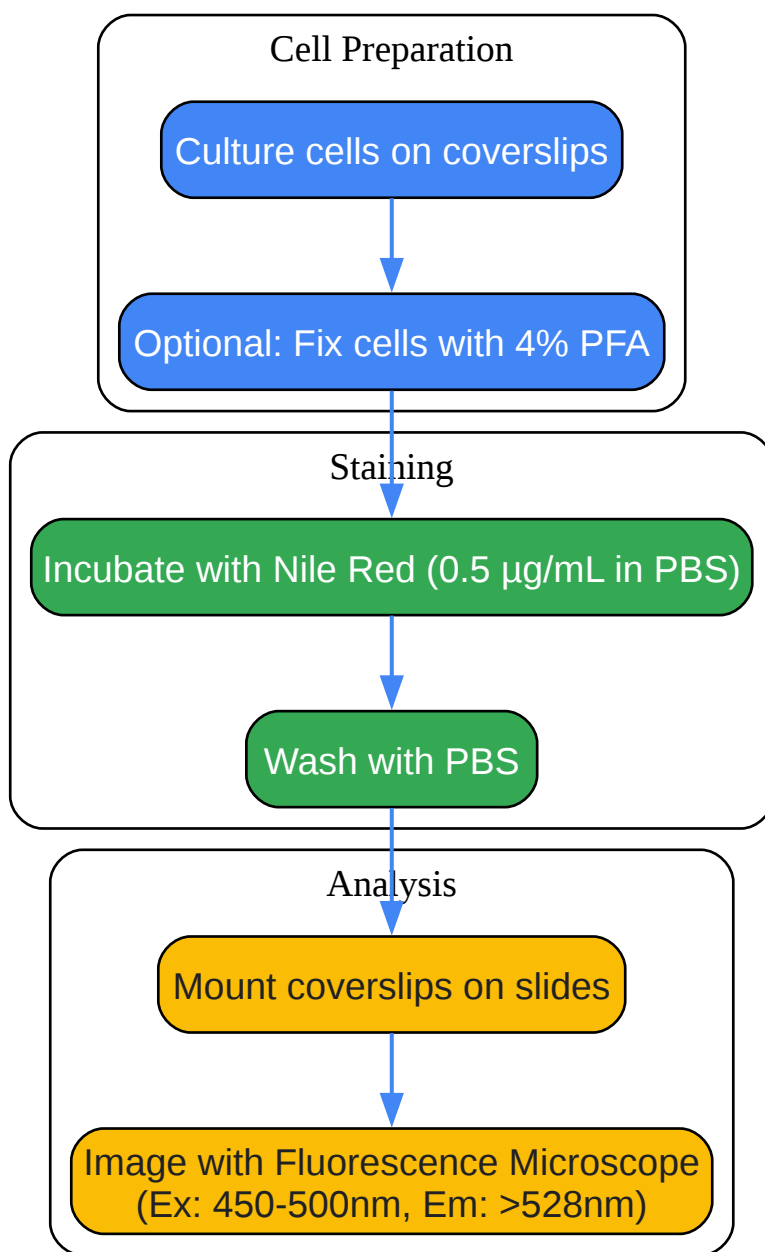 Cell Preparation
Culture cells on coverslips
Optional: Fix cells with 4% PFA
Staining
Incubate with Nile Red (0.5 µg/mL in PBS)
Wash with PBS
Analysis
Mount coverslips on slides
Image with Fluorescence Microscope
(Ex: 450-500nm, Em: >528nm)